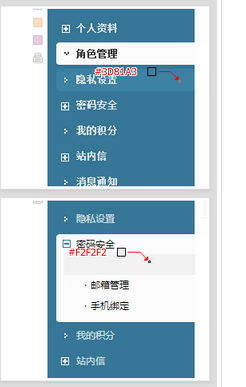 个人资料
角色管理
#3D81A3
隐私设置
密码安全
我的积分
站内信
消息通知
隐私设置
密码安全
#F2F2F2
· 邮箱管理
· 手机绑定
我的积分
站内信